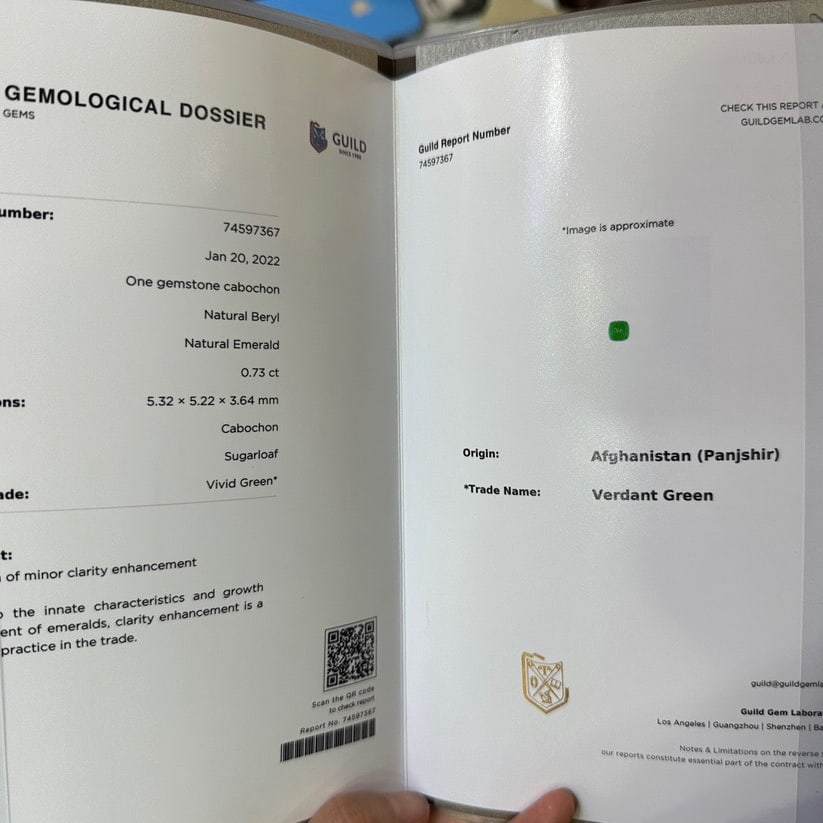 GEMOLOGICAL DOSSIER
GEMS
GUILD
SINCE 1980
umber:
74597367
Jan 20, 2022
One gemstone cabochon
Natural Beryl
Natural Emerald
0.73 ct
ons:
5.32 × 5.22 × 3.64 mm
Cabochon
Sugarloaf
ade:
Vivid Green*
t:
of minor clarity enhancement
the innate characteristics and growth
ent of emeralds, clarity enhancement is a
practice in the trade.
Scan the QR code
to check report
Report No. 74597367
CHECK THIS REPORT
GUILDGEMLAB.CO
Guild Report Number
74597367
*Image is approximate
Origin: Afghanistan (Panjshir)
*Trade Name: Verdant Green
guild@guildgemla
Guild Gem Labora
Los Angeles | Guangzhou | Shenzhen | Ba
Notes & Limitations on the reverse
our reports constitute essential part of the contract with